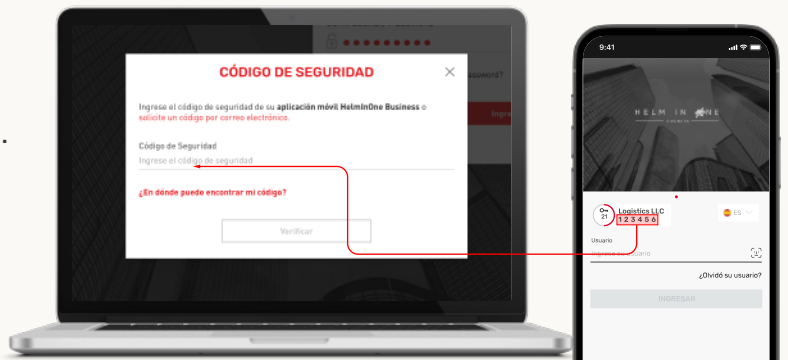 CÓDIGO DE SEGURIDAD
Ingrese el código de seguridad de su aplicación móvil HelmInOne Business o
solicite un código por correo electrónico.
Código de Seguridad
Ingrese el código de seguridad
¿En dónde puedo encontrar mi código?
Verificar
9:41
HELM IN ONE
21
Logistics LLC
1 2 3 4 5 6
ES
Usuario
Ingrese su usuario
¿Olvidó su usuario?
INGRESAR